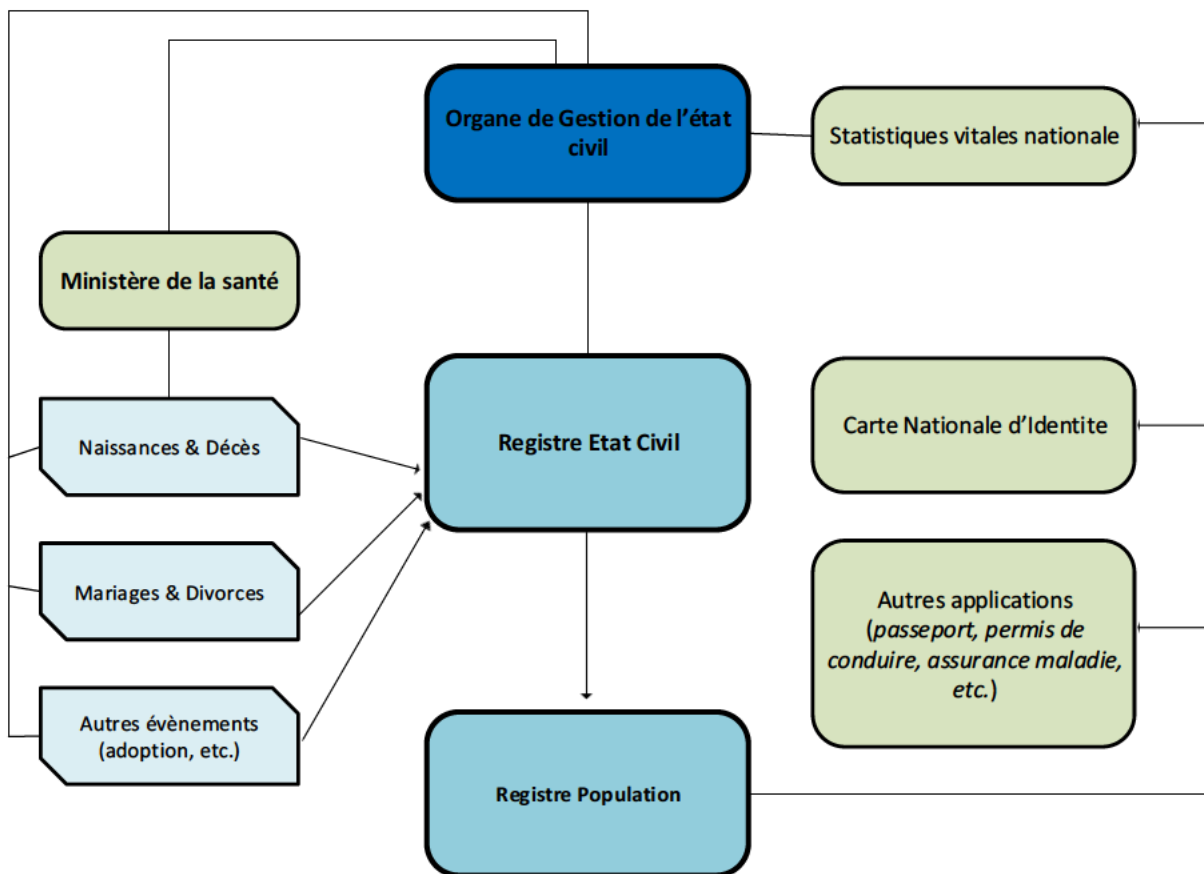 Organe de Gestion de l'état
civil
Statistiques vitales nationale
Ministère de la santé
Naissances & Décès
Registre Etat Civil
Carte Nationale d'Identite
Mariages & Divorces
Autres applications
(passeport, permis de
conduire, assurance maladie,
etc.)
Autres évènements
(adoption, etc.)
Registre Population